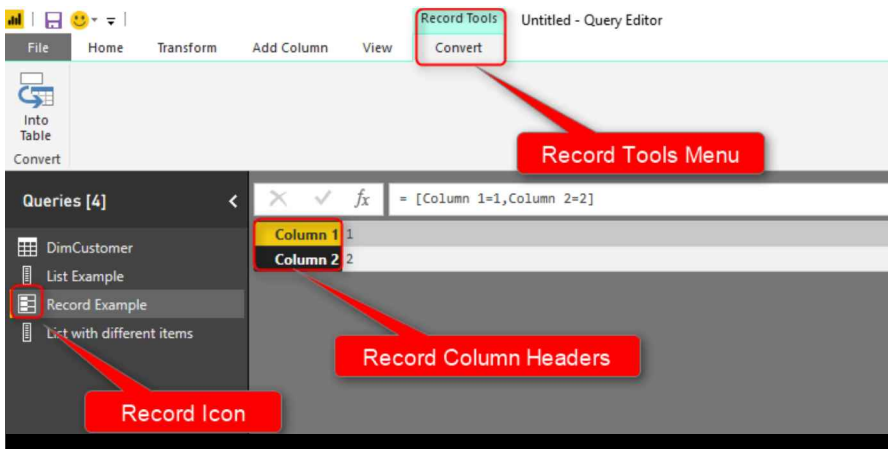 Record Tools
Untitled - Query Editor
File
Home
Transform
Add Column
View
Convert
Into
Table
Convert
Record Tools Menu
Queries [4]
fx
= [Column 1=1,Column 2=2]
DimCustomer
List Example
Record Example
List with different items
Column 1 1
Column 2 2
Record Column Headers
Record Icon